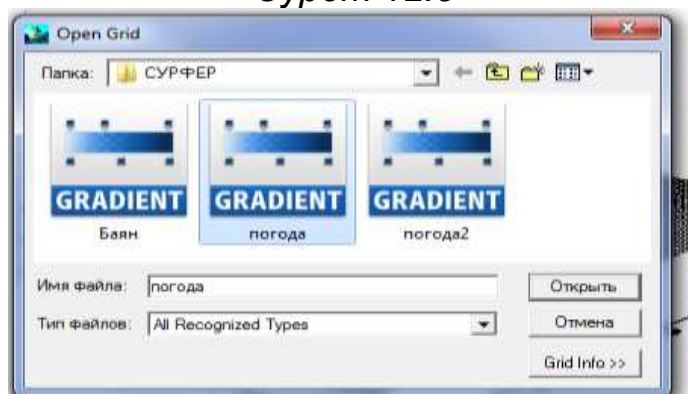 Open Grid
Папка: СУРФЕР
GRADIENT GRADIENT GRADIENT
Баян погода погода2
Имя файла: погода Открыть
Тип файлов: All Recognized Types Отмена
Grid Info >>